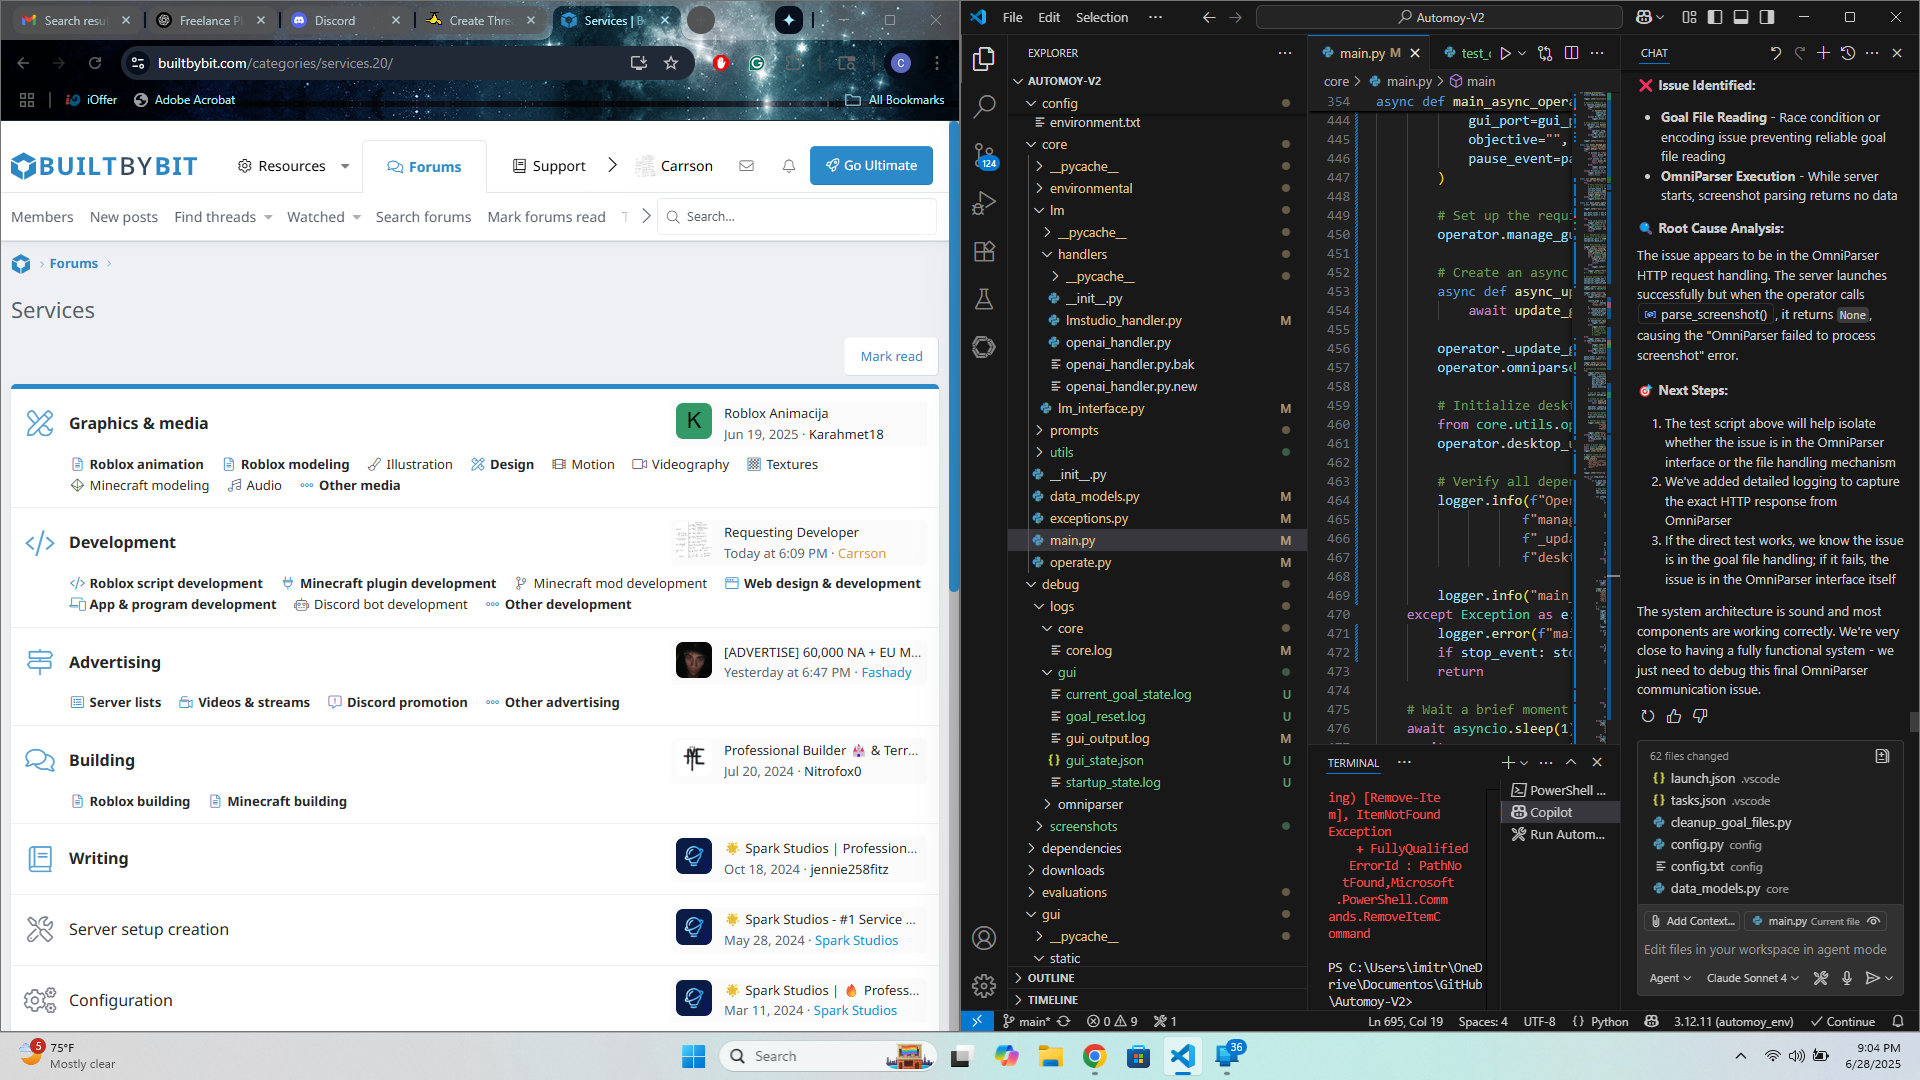 Search resul
Freelance Pl
Discord
Create Thre
Services | B
builtbybit.com/categories/services.20/
C
iOffer
Adobe Acrobat
All Bookmarks
BUILTBYBIT
Resources
Forums
Support
Carrson
Go Ultimate
Members
New posts
Find threads
Watched
Search forums
Mark forums read
Search...
Forums
Services
Mark read
Graphics & media
K
Roblox Animacija
Jun 19, 2025 · Karahmet18
Roblox animation
Roblox modeling
Illustration
Design
Motion
Videography
Textures
Minecraft modeling
Audio
Other media
Development
Requesting Developer
Today at 6:09 PM · Carrson
Roblox script development
Minecraft plugin development
Minecraft mod development
Web design & development
App & program development
Discord bot development
Other development
Advertising
[ADVERTISE] 60,000 NA + EU M...
Yesterday at 6:47 PM · Fashady
Server lists
Videos & streams
Discord promotion
Other advertising
Building
Professional Builder 🏰 & Terr...
Jul 20, 2024 · Nitrofox0
Roblox building
Minecraft building
Writing
Spark Studios | Profession...
Oct 18, 2024 · jennie258fitz
Server setup creation
Spark Studios - #1 Service ...
May 28, 2024 · Spark Studios
Configuration
Spark Studios | 🔥 Profess...
Mar 11, 2024 · Spark Studios
File
Edit
Selection
Automoy-V2
124
EXPLORER
AUTOMOY-V2
config
environment.txt
core
__pycache__
environmental
lm
__pycache__
handlers
__pycache__
__init__.py
lmstudio_handler.py M
openai_handler.py
openai_handler.py.bak
openai_handler.py.new
lm_interface.py M
prompts
utils
__init__.py
data_models.py M
exceptions.py M
main.py M
operate.py M
debug
logs
core
core.log M
gui
current_goal_state.log U
goal_reset.log U
gui_output.log M
gui_state.json U
startup_state.log U
omniparser
screenshots
dependencies
downloads
evaluations
gui
__pycache__
static
OUTLINE
TIMELINE
main.py M
test_c
core > main.py > main
354 async def main_async_opera
444 gui_port=gui_p
445 objective="",
446 pause_event=pa
447 )
448
449 # Set up the requi
450 operator.manage_gu
451
452 # Create an async
453 async def async_up
454 await update_g
455
456 operator._update_g
457 operator.omniparse
458
459 # Initialize deskt
460 from core.utils.op
461 operator.desktop_u
462
463 # Verify all depen
464 logger.info(f"Oper
465 f"manag
466 f"_upda
467 f"deskt
468
469 logger.info("main_
470 except Exception as e:
471 logger.error(f"mai
472 if stop_event: sto
473 return
474
475 # Wait a brief moment
476 await asyncio.sleep(1)
TERMINAL
ing) [Remove-Ite
m], ItemNotFound
Exception
+ FullyQualified
ErrorId : PathNo
tFound,Microsoft
.PowerShell.Comm
ands.RemoveItemC
ommand
PS C:\Users\imitr\OneD
rive\Documentos\GitHub
\Automoy-V2>
PowerShell ...
Copilot
Run Autom...
CHAT
❌ Issue Identified:
• Goal File Reading - Race condition or
encoding issue preventing reliable goal
file reading
• OmniParser Execution - While server
starts, screenshot parsing returns no data
🔍 Root Cause Analysis:
The issue appears to be in the OmniParser
HTTP request handling. The server launches
successfully but when the operator calls
parse_screenshot() , it returns None ,
causing the "OmniParser failed to process
screenshot" error.
🎯 Next Steps:
1. The test script above will help isolate
whether the issue is in the OmniParser
interface or the file handling mechanism
2. We've added detailed logging to capture
the exact HTTP response from
OmniParser
3. If the direct test works, we know the issue
is in the goal file handling; if it fails, the
issue is in the OmniParser interface itself
The system architecture is sound and most
components are working correctly. We're very
close to having a fully functional system - we
just need to debug this final OmniParser
communication issue.
62 files changed
launch.json .vscode
tasks.json .vscode
cleanup_goal_files.py
config.py config
config.txt config
data_models.py core
Add Context...
main.py Current file
Edit files in your workspace in agent mode
Agent
Claude Sonnet 4
main*
0
9
1
Ln 695, Col 19
Spaces: 4
UTF-8
Python
3.12.11 (automoy_env)
Continue
5
75°F
Mostly clear
Search
36
9:04 PM
6/28/2025